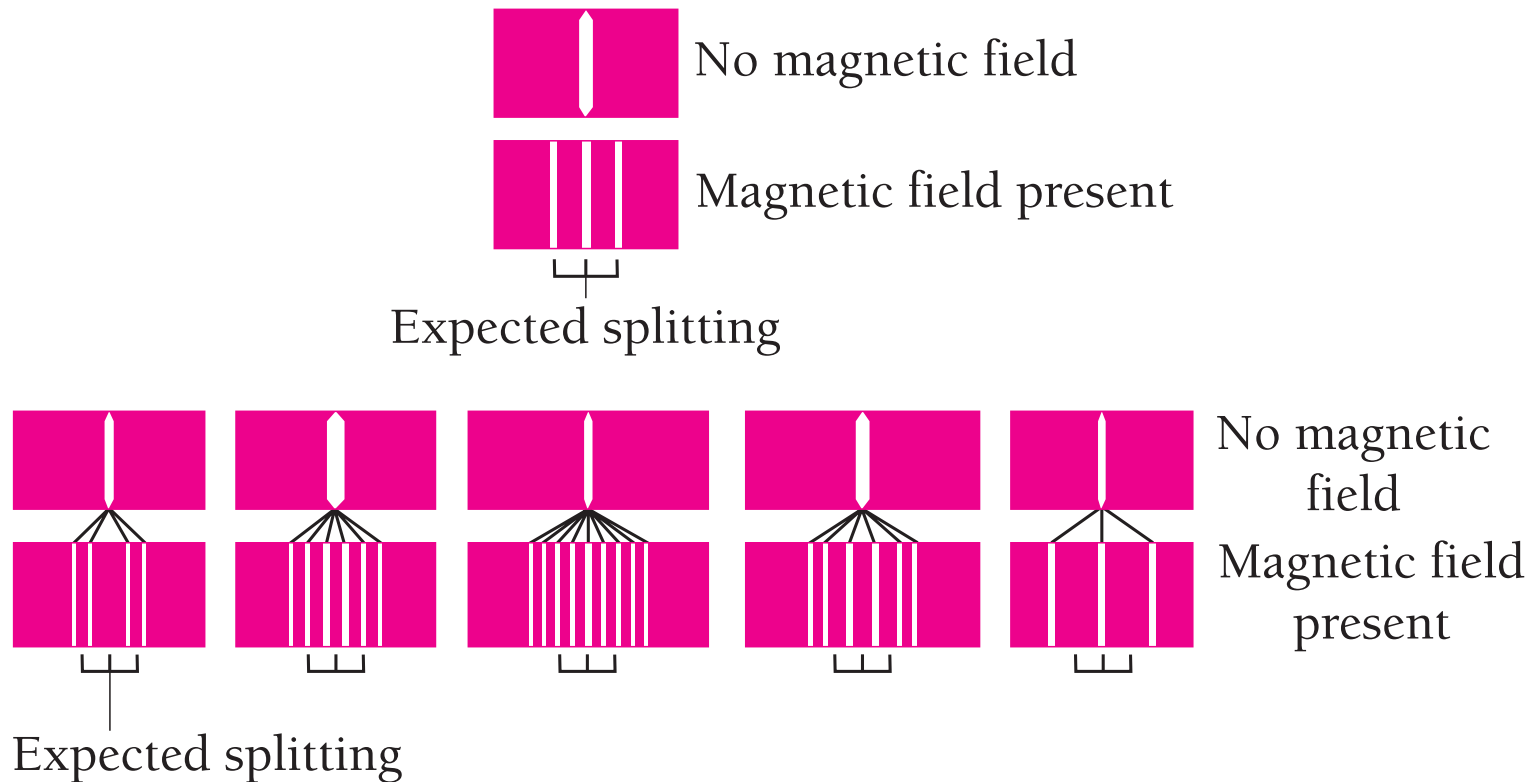 No magnetic field
Magnetic field present
Expected splitting
No magnetic
field
Magnetic field
present
Expected splitting